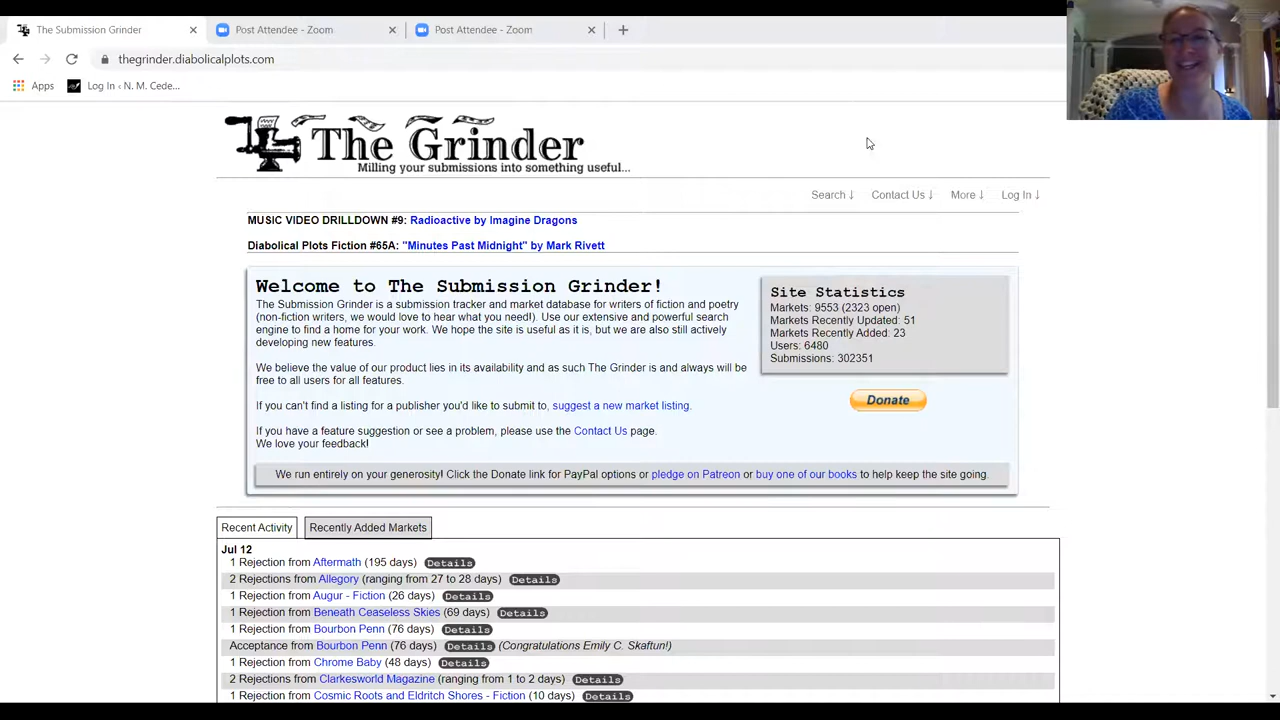 The Submission Grinder
Post Attendee - Zoom
Post Attendee - Zoom
thegrinder.diabolicalplots.com
Apps
Log In ‹ N. M. Cede...
The Grinder
Milling your submissions into something useful...
Search ↓
Contact Us ↓
More ↓
Log In ↓
MUSIC VIDEO DRILLDOWN #9: Radioactive by Imagine Dragons
Diabolical Plots Fiction #65A: "Minutes Past Midnight" by Mark Rivett
Welcome to The Submission Grinder!
The Submission Grinder is a submission tracker and market database for writers of fiction and poetry
(non-fiction writers, we would love to hear what you need!). Use our extensive and powerful search
engine to find a home for your work. We hope the site is useful as it is, but we are also still actively
developing new features.
We believe the value of our product lies in its availability and as such The Grinder is and always will be
free to all users for all features.
If you can't find a listing for a publisher you'd like to submit to, suggest a new market listing.
If you have a feature suggestion or see a problem, please use the Contact Us page.
We love your feedback!
Site Statistics
Markets: 9553 (2323 open)
Markets Recently Updated: 51
Markets Recently Added: 23
Users: 6480
Submissions: 302351
Donate
We run entirely on your generosity! Click the Donate link for PayPal options or pledge on Patreon or buy one of our books to help keep the site going.
Recent Activity
Recently Added Markets
Jul 12
1 Rejection from Aftermath (195 days) Details
2 Rejections from Allegory (ranging from 27 to 28 days) Details
1 Rejection from Augur - Fiction (26 days) Details
1 Rejection from Beneath Ceaseless Skies (69 days) Details
1 Rejection from Bourbon Penn (76 days) Details
Acceptance from Bourbon Penn (76 days) Details (Congratulations Emily C. Skaftun!)
1 Rejection from Chrome Baby (48 days) Details
2 Rejections from Clarkesworld Magazine (ranging from 1 to 2 days) Details
1 Rejection from Cosmic Roots and Eldritch Shores - Fiction (10 days) Details